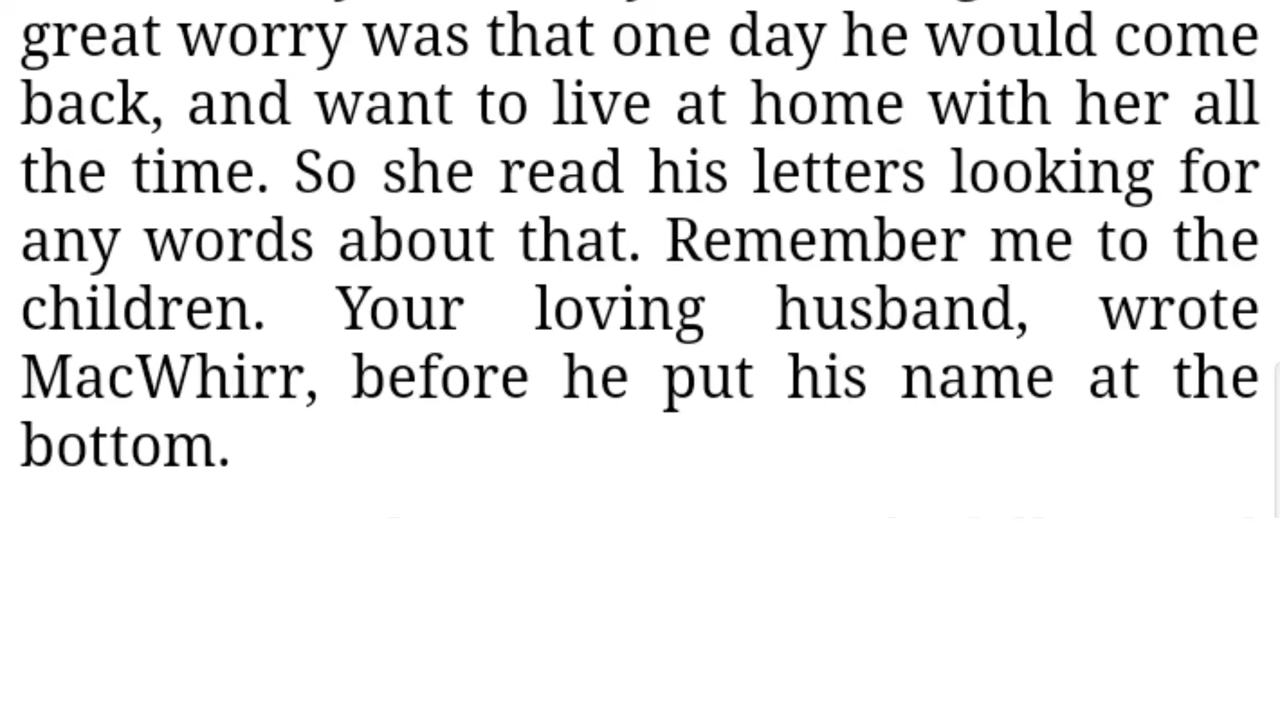 great worry was that one day he would come
back, and want to live at home with her all
the time. So she read his letters looking for
any words about that. Remember me to the
children. Your loving husband, wrote
MacWhirr, before he put his name at the
bottom.